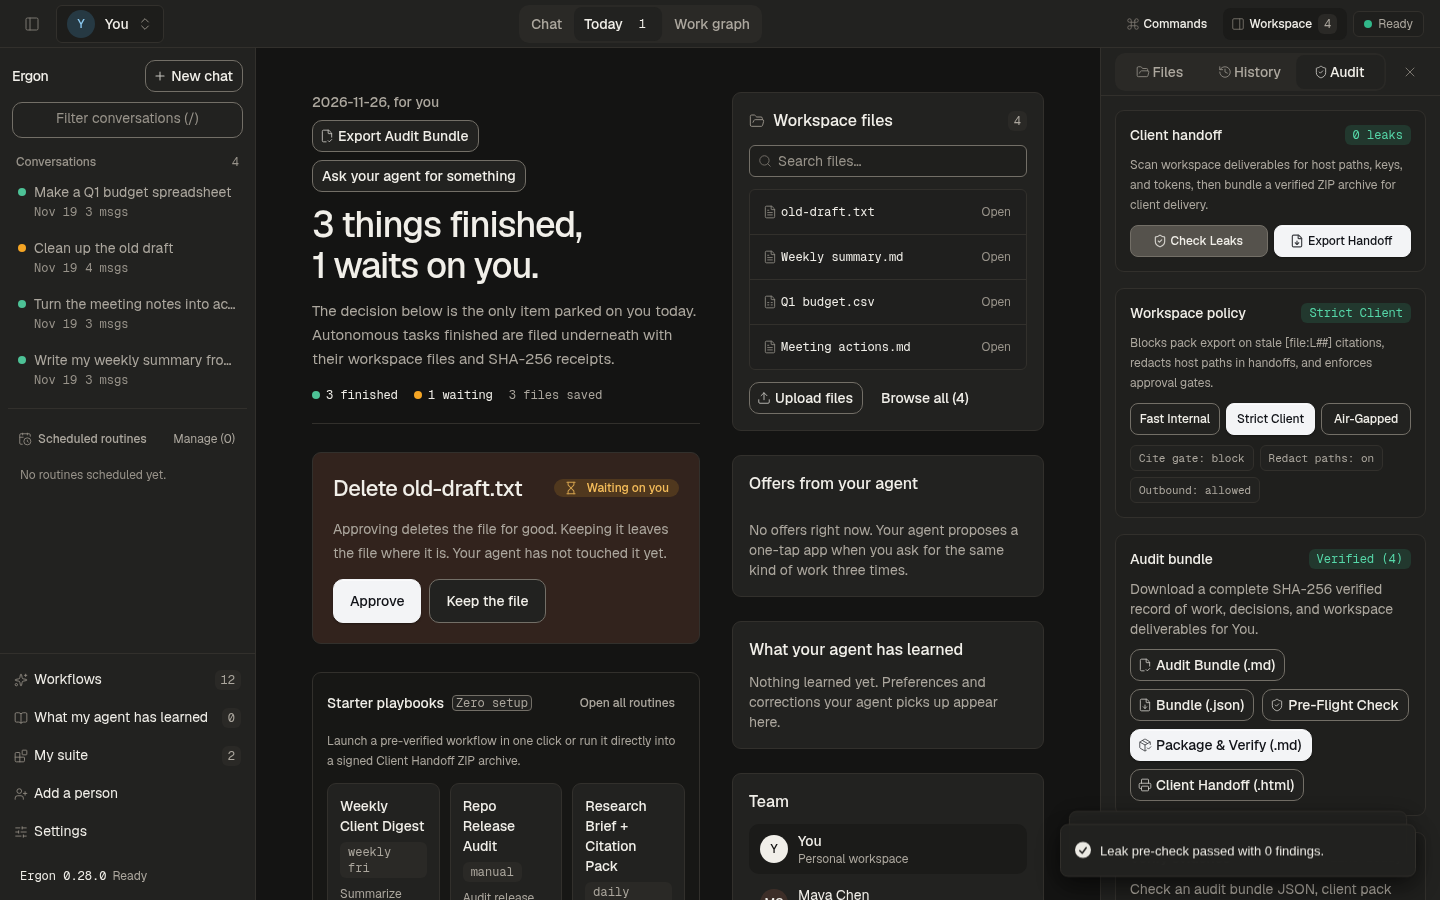 Y You
Chat Today 1 Work graph
Commands Workspace 4 Ready
Ergon
New chat
Filter conversations (/)
Conversations 4
Make a Q1 budget spreadsheet
Nov 19 3 msgs
Clean up the old draft
Nov 19 4 msgs
Turn the meeting notes into ac…
Nov 19 3 msgs
Write my weekly summary fro…
Nov 19 3 msgs
Scheduled routines Manage (0)
No routines scheduled yet.
Workflows 12
What my agent has learned 0
My suite 2
Add a person
Settings
Ergon 0.28.0 Ready
2026-11-26, for you
Export Audit Bundle
Ask your agent for something
3 things finished,
1 waits on you.
The decision below is the only item parked on you today.
Autonomous tasks finished are filed underneath with
their workspace files and SHA-256 receipts.
3 finished 1 waiting 3 files saved
Delete old-draft.txt Waiting on you
Approving deletes the file for good. Keeping it leaves
the file where it is. Your agent has not touched it yet.
Approve Keep the file
Starter playbooks Zero setup Open all routines
Launch a pre-verified workflow in one click or run it directly into
a signed Client Handoff ZIP archive.
Weekly
Client Digest
weekly
fri
Summarize
Repo
Release
Audit
manual
Audit release
Research
Brief +
Citation
Pack
daily
Workspace files 4
Search files…
old-draft.txt Open
Weekly summary.md Open
Q1 budget.csv Open
Meeting actions.md Open
Upload files Browse all (4)
Offers from your agent
No offers right now. Your agent proposes a
one-tap app when you ask for the same
kind of work three times.
What your agent has learned
Nothing learned yet. Preferences and
corrections your agent picks up appear
here.
Team
Y You
Personal workspace
Maya Chen
Files History Audit
Client handoff 0 leaks
Scan workspace deliverables for host paths, keys,
and tokens, then bundle a verified ZIP archive for
client delivery.
Check Leaks Export Handoff
Workspace policy Strict Client
Blocks pack export on stale [file:L##] citations,
redacts host paths in handoffs, and enforces
approval gates.
Fast Internal Strict Client Air-Gapped
Cite gate: block Redact paths: on
Outbound: allowed
Audit bundle Verified (4)
Download a complete SHA-256 verified
record of work, decisions, and workspace
deliverables for You.
Audit Bundle (.md)
Bundle (.json) Pre-Flight Check
Package & Verify (.md)
Client Handoff (.html)
Leak pre-check passed with 0 findings.
Check an audit bundle JSON, client pack